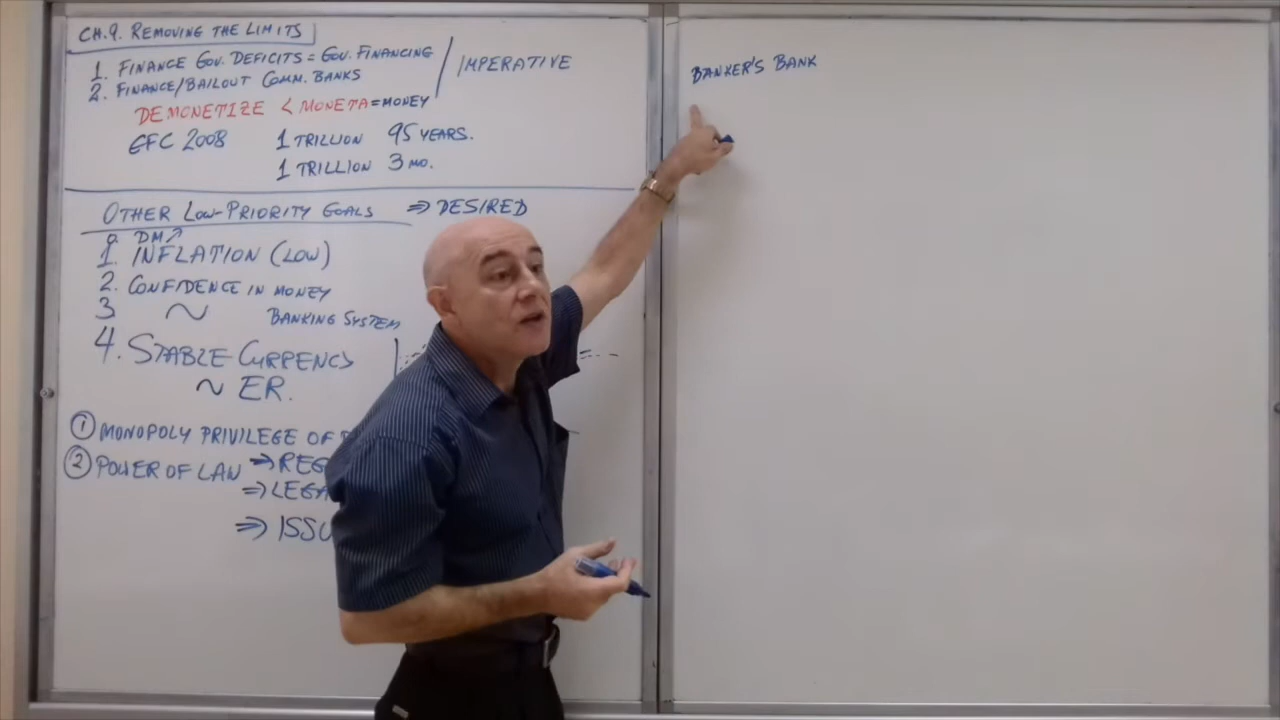 CH.9. REMOVING THE LIMITS
1. FINANCE GOV. DEFICITS = GOV. FINANCING
2. FINANCE/BAILOUT COMM. BANKS
/ IMPERATIVE
DEMONETIZE < MONETA = MONEY
GFC 2008 1 TRILLION 95 YEARS.
1 TRILLION 3 MO.
OTHER LOW-PRIORITY GOALS ⇒ DESIRED
0. DM↗
1. INFLATION (LOW)
2. CONFIDENCE IN MONEY
3 ~ BANKING SYSTEM
4. STABLE CURRENCY
~ ER.
① MONOPOLY PRIVILEGE OF
② POWER OF LAW ⇒ REG
⇒ LEGA
⇒ ISSU
BANKER'S BANK